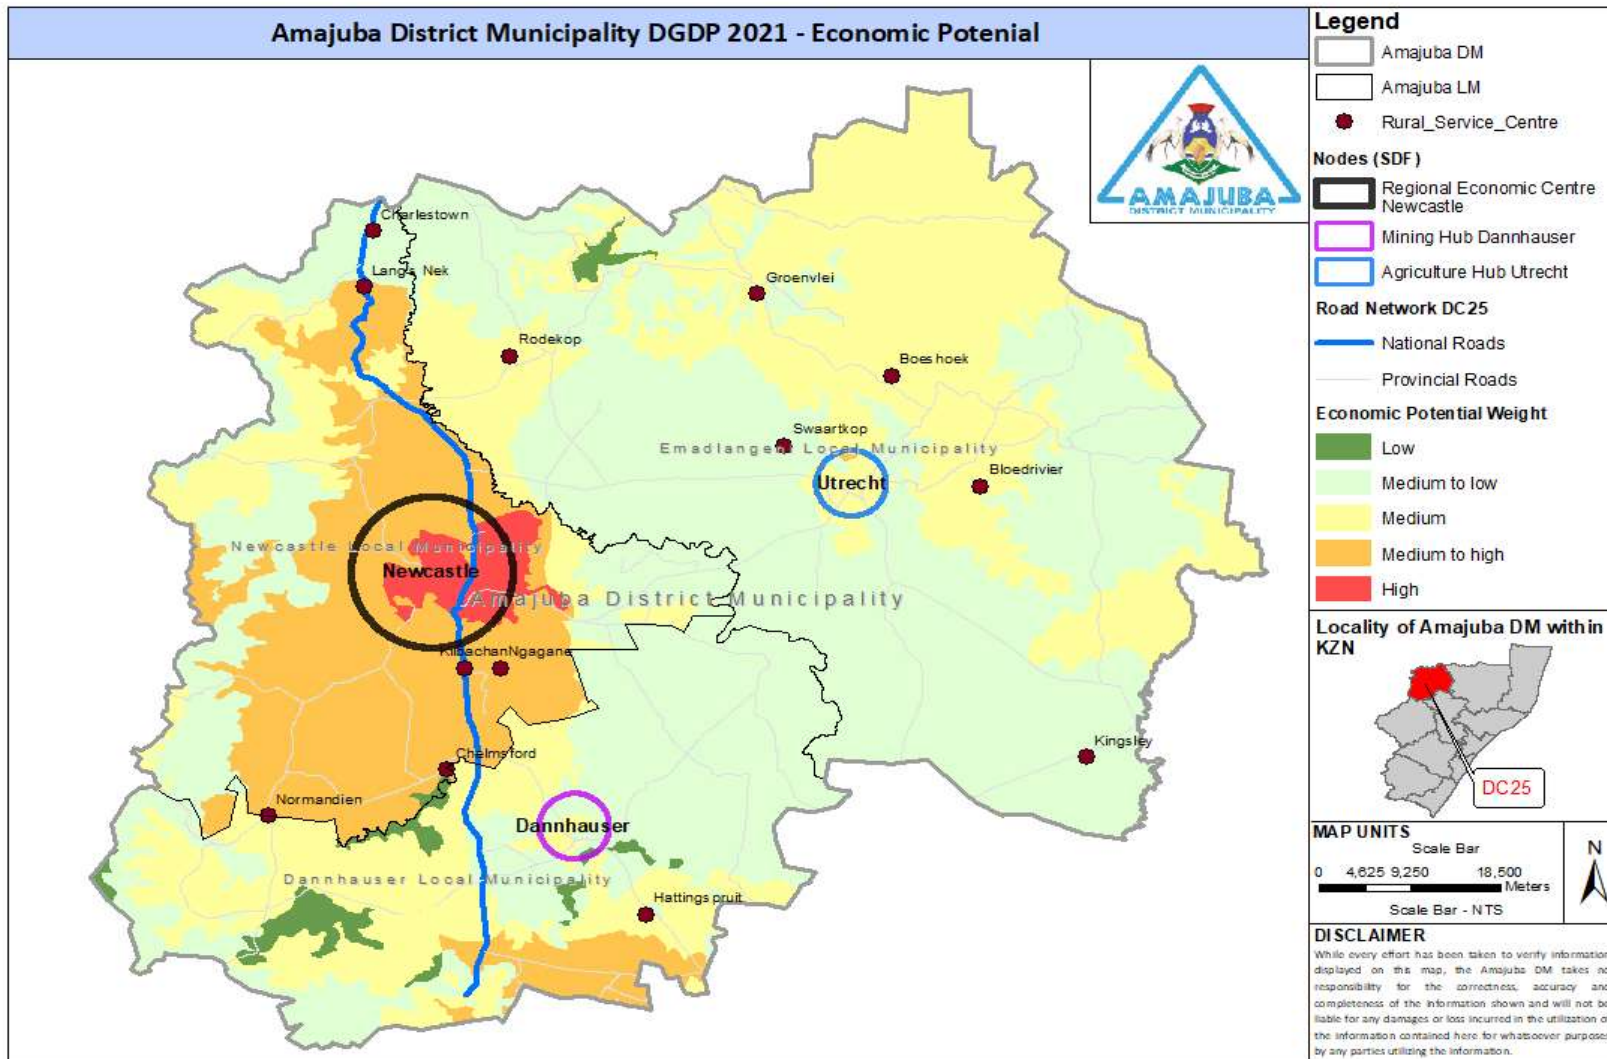 Amajuba District Municipality DGDP 2021 - Economic Potenial
AMAJUBA
DISTRICT MUNICIPALITY
Charlestown
Lang's Nek
Groenvlei
Rodekop
Boeshoek
Swaartkop
Emadlangeni Local Municipality
Bloedrivier
Utrecht
Newcastle Local Municipality
Newcastle
Amajuba District Municipality
KilbachanNgagane
Kingsley
Chelmsford
Normandien
Dannhauser
Dannhauser Local Municipality
Hattingspruit
Legend
Amajuba DM
Amajuba LM
Rural_Service_Centre
Nodes (SDF)
Regional Economic Centre
Newcastle
Mining Hub Dannhauser
Agriculture Hub Utrecht
Road Network DC25
National Roads
Provincial Roads
Economic Potential Weight
Low
Medium to low
Medium
Medium to high
High
Locality of Amajuba DM within
KZN
DC25
MAP UNITS
Scale Bar
0 4,625 9,250 18,500
Meters
Scale Bar - NTS
N
DISCLAIMER
While every effort has been taken to verify information
displayed on this map, the Amajuba DM takes no
responsibility for the correctness, accuracy and
completeness of the information shown and will not be
liable for any damages or loss incurred in the utilization of
the information contained here for whatsoever purposes
by any parties utilizing the information.